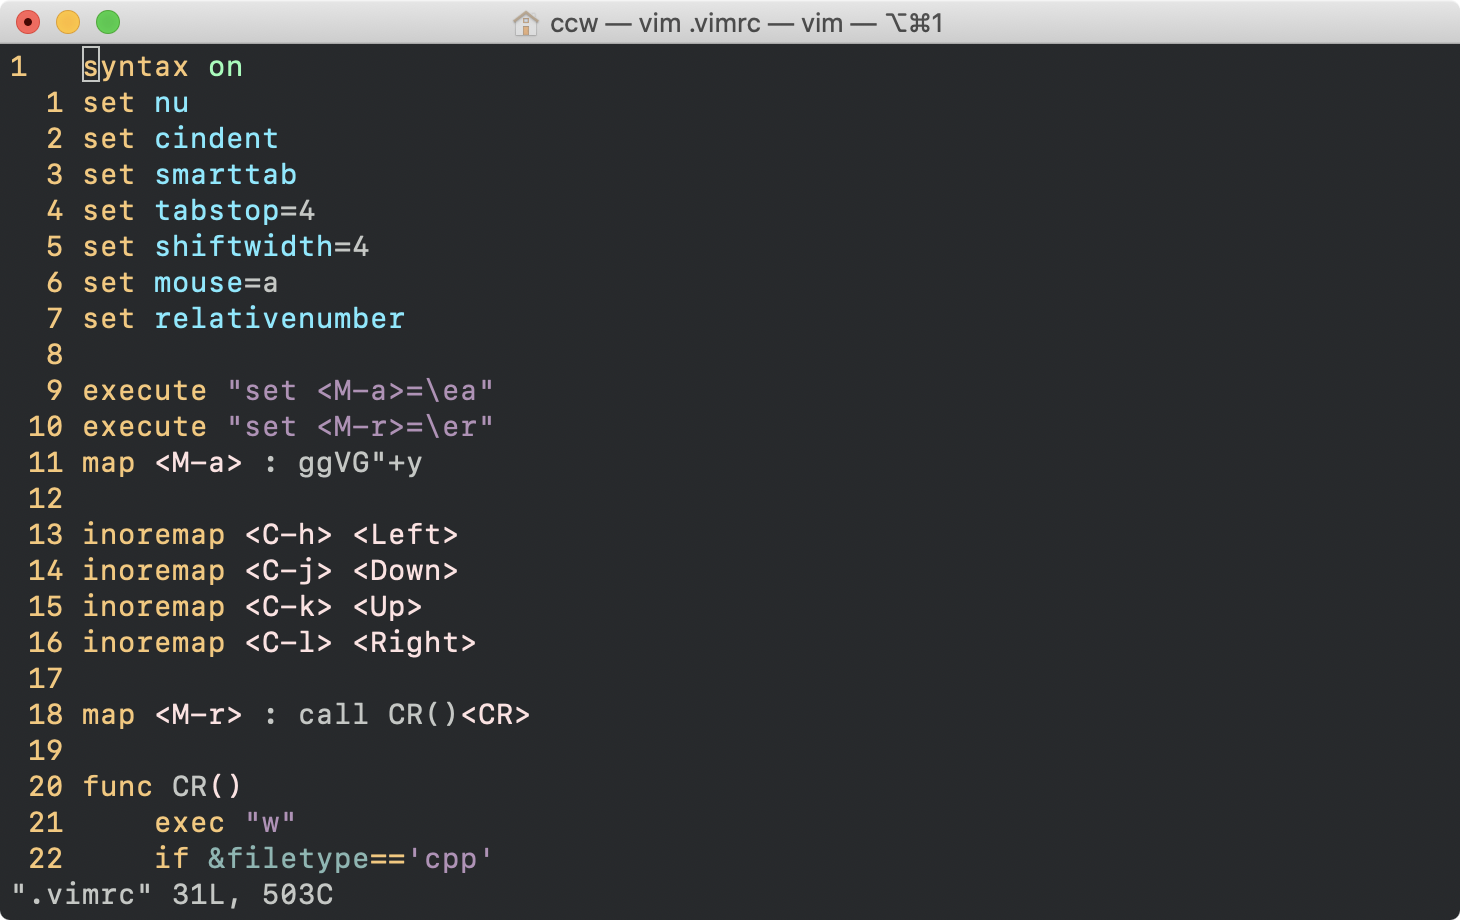 ccw — vim .vimrc — vim — ⌥⌘1
1   syntax on
  1 set nu
  2 set cindent
  3 set smarttab
  4 set tabstop=4
  5 set shiftwidth=4
  6 set mouse=a
  7 set relativenumber
  8
  9 execute "set <M-a>=\ea"
 10 execute "set <M-r>=\er"
 11 map <M-a> : ggVG"+y
 12
 13 inoremap <C-h> <Left>
 14 inoremap <C-j> <Down>
 15 inoremap <C-k> <Up>
 16 inoremap <C-l> <Right>
 17
 18 map <M-r> : call CR()<CR>
 19
 20 func CR()
 21     exec "w"
 22     if &filetype=='cpp'
".vimrc" 31L, 503C